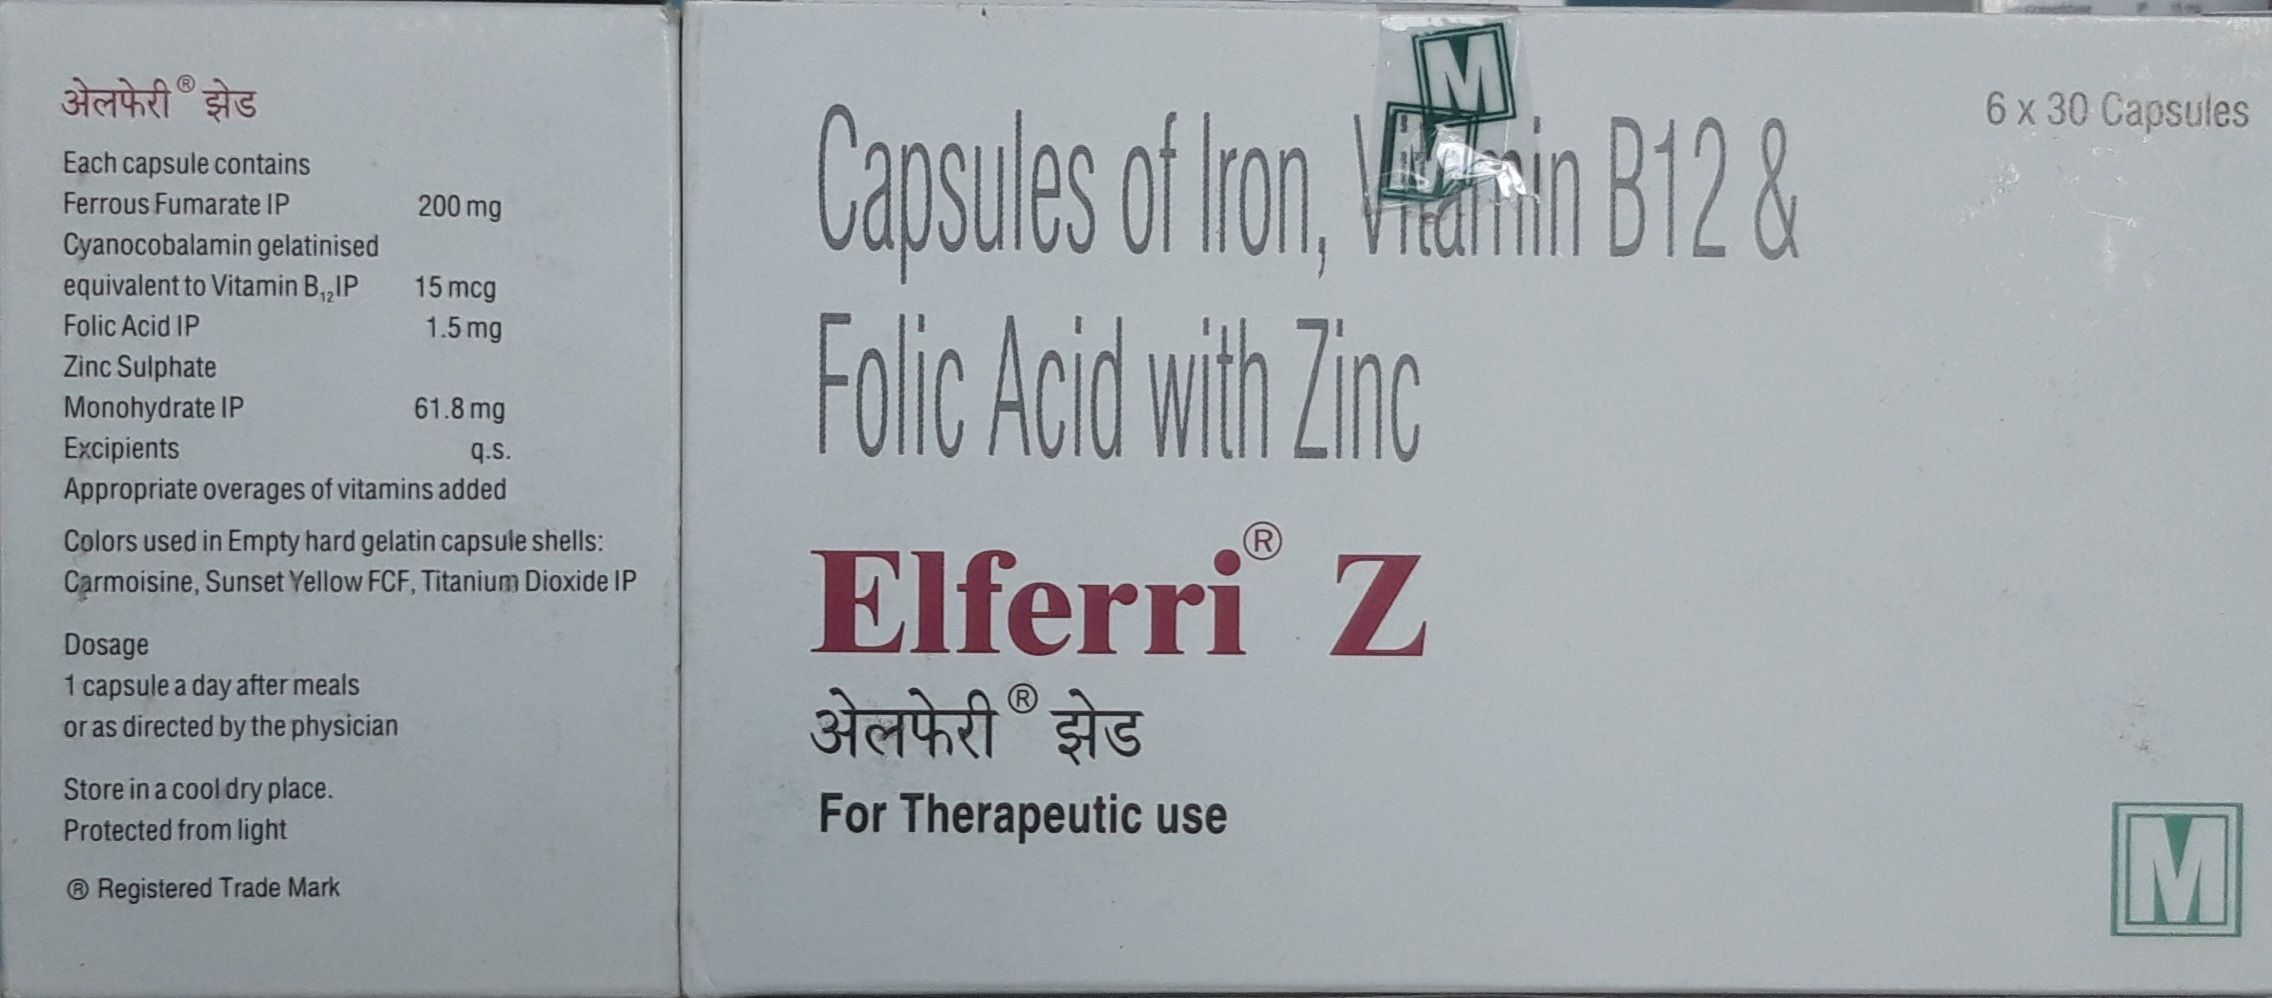 अेलफेरी® झेड
Each capsule contains
Ferrous Fumarate IP 200 mg
Cyanocobalamin gelatinised
equivalent to Vitamin B₁₂ IP 15 mcg
Folic Acid IP 1.5 mg
Zinc Sulphate
Monohydrate IP 61.8 mg
Excipients q.s.
Appropriate overages of vitamins added
Colors used in Empty hard gelatin capsule shells:
Carmoisine, Sunset Yellow FCF, Titanium Dioxide IP
Dosage
1 capsule a day after meals
or as directed by the physician
Store in a cool dry place.
Protected from light
® Registered Trade Mark
6 x 30 Capsules
M
M
Capsules of Iron, Vitamin B12 &
Folic Acid with Zinc
Elferri® Z
अेलफेरी® झेड
For Therapeutic use
M